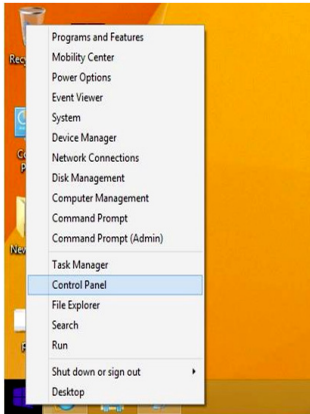 Programs and Features
Mobility Center
Power Options
Event Viewer
System
Device Manager
Network Connections
Disk Management
Computer Management
Command Prompt
Command Prompt (Admin)
Task Manager
Control Panel
File Explorer
Search
Run
Shut down or sign out
Desktop